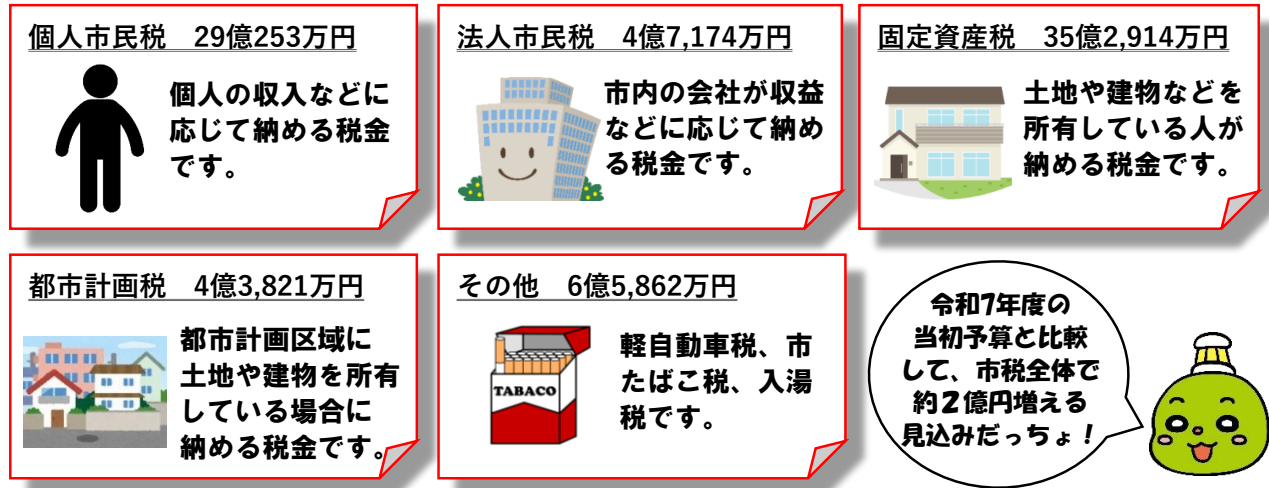 個人市民税　29億253万円
個人の収入などに
応じて納める税金
です。
法人市民税　4億7,174万円
市内の会社が収益
などに応じて納め
る税金です。
固定資産税　35億2,914万円
土地や建物などを
所有している人が
納める税金です。
都市計画税　4億3,821万円
都市計画区域に
土地や建物を所有
している場合に
納める税金です。
その他　6億5,862万円
TABACO
軽自動車税、市
たばこ税、入湯
税です。
令和7年度の
当初予算と比較
して、市税全体で
約2億円増える
見込みだっちょ！